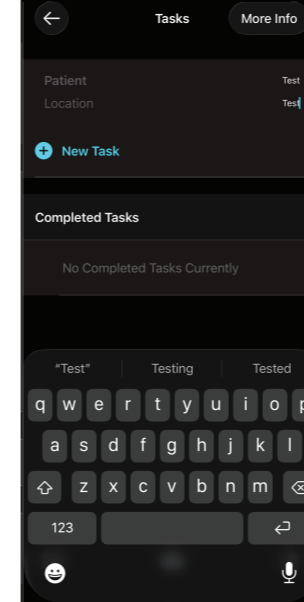 Tasks More Info
Patient Test
Location Test
New Task
Completed Tasks
No Completed Tasks Currently
“Test” Testing Tested
q w e r t y u i o p
a s d f g h j k l
z x c v b n m
123